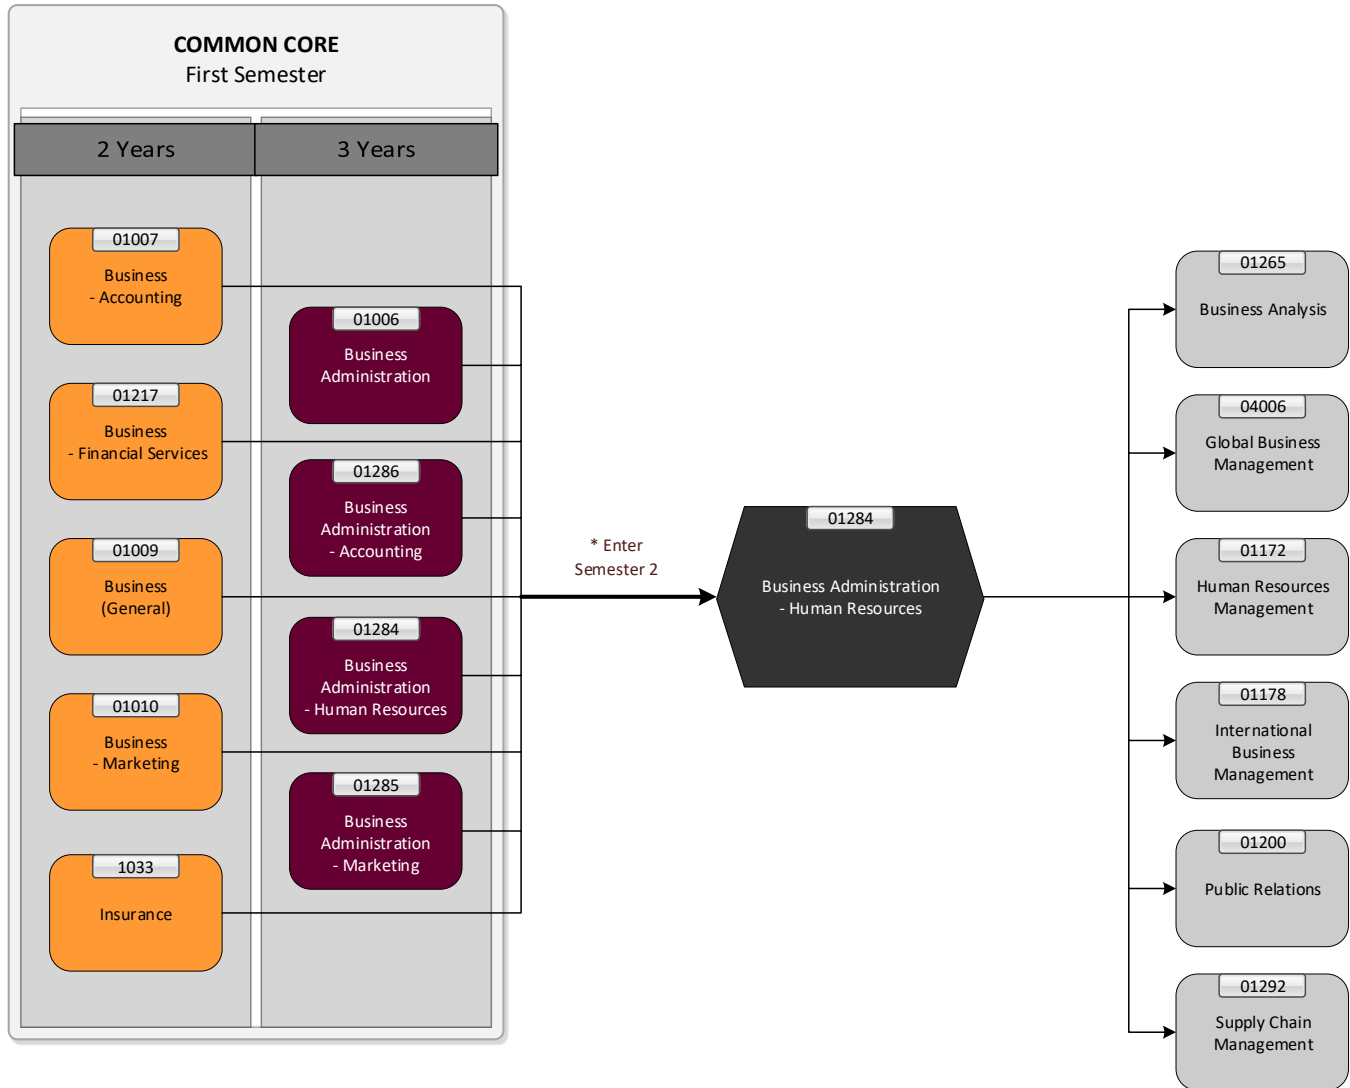 COMMON CORE
First Semester
2 Years
3 Years
01007
Business
- Accounting
01217
Business
- Financial Services
01009
Business
(General)
01010
Business
- Marketing
1033
Insurance
01006
Business
Administration
01286
Business
Administration
- Accounting
01284
Business
Administration
- Human Resources
01285
Business
Administration
- Marketing
* Enter
Semester 2
01284
Business Administration
- Human Resources
01265
Business Analysis
04006
Global Business
Management
01172
Human Resources
Management
01178
International
Business
Management
01200
Public Relations
01292
Supply Chain
Management